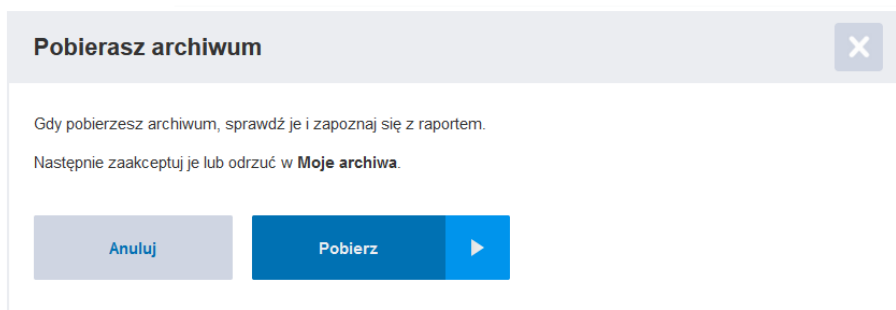 Pobierasz archiwum
Gdy pobierzesz archiwum, sprawdź je i zapoznaj się z raportem.
Następnie zaakceptuj je lub odrzuć w Moje archiwa.
Anuluj
Pobierz